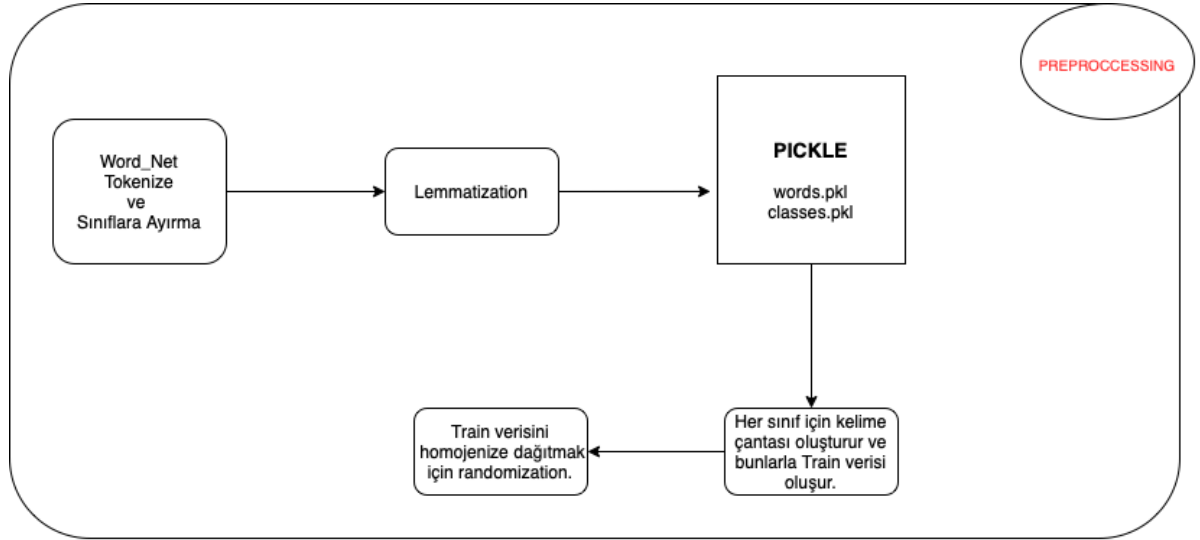 PREPROCCESSING
Word_Net
Tokenize
ve
Sınıflara Ayırma
Lemmatization
PICKLE
words.pkl
classes.pkl
Her sınıf için kelime
çantası oluşturur ve
bunlarla Train verisi
oluşur.
Train verisini
homojenize dağıtmak
için randomization.